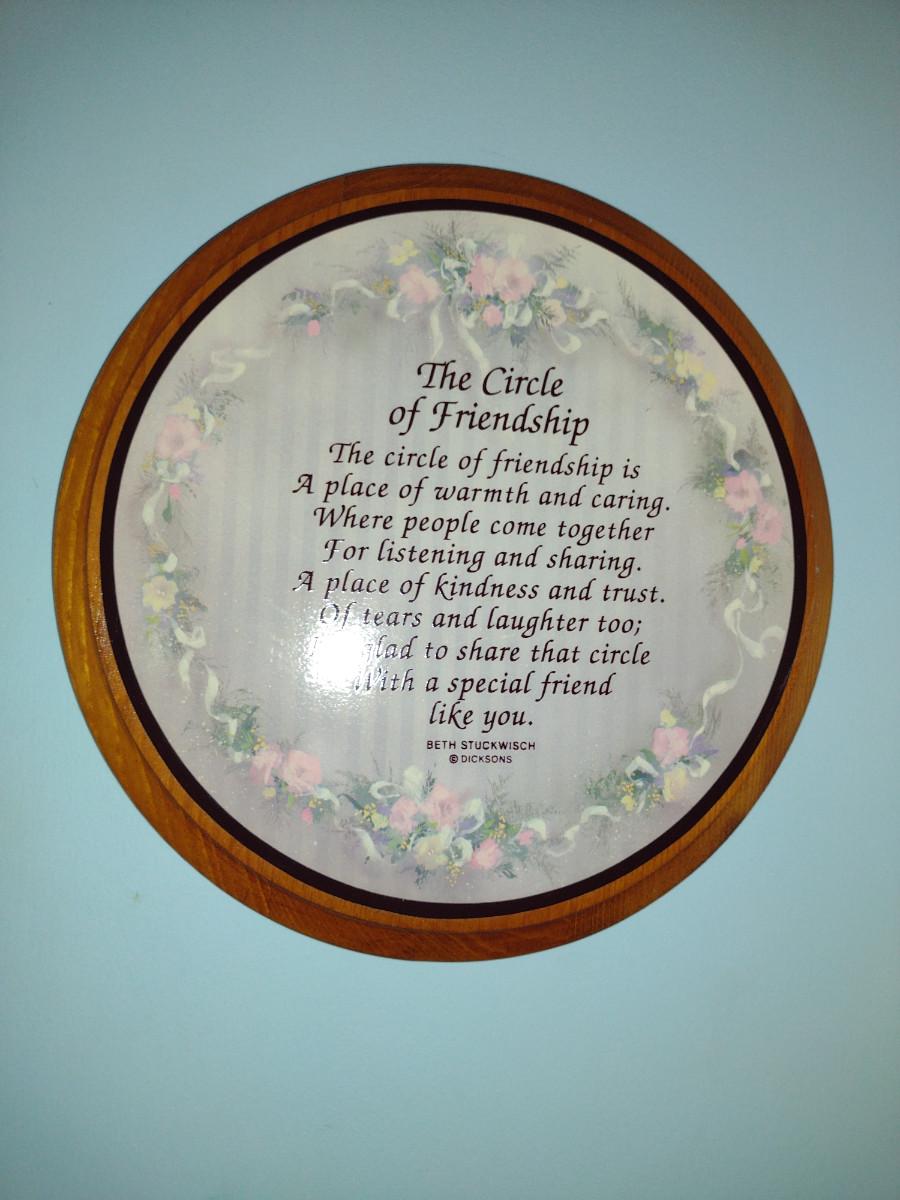 The Circle
of Friendship
The circle of friendship is
A place of warmth and caring.
Where people come together
For listening and sharing.
A place of kindness and trust.
Of tears and laughter too;
glad to share that circle
With a special friend
like you.
BETH STUCKWISCH
© DICKSONS